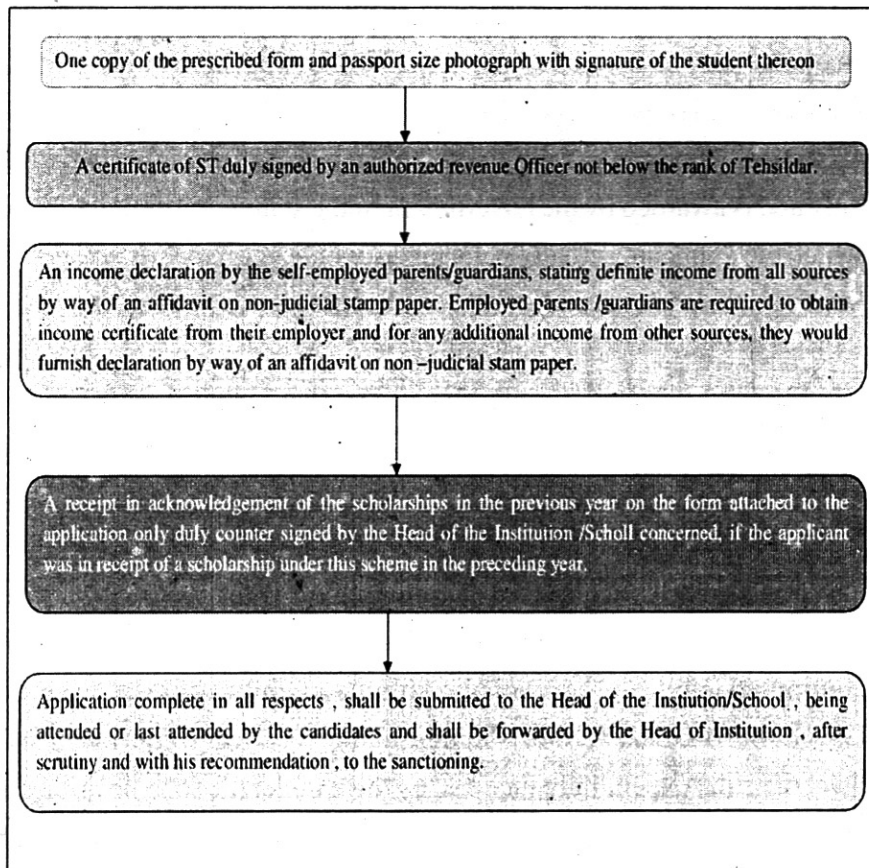 One copy of the prescribed form and passport size photograph with signature of the student thereon
A certificate of ST duly signed by an authorized revenue Officer not below the rank of Tehsildar.
An income declaration by the self-employed parents/guardians, stating definite income from all sources
by way of an affidavit on non-judicial stamp paper. Employed parents /guardians are required to obtain
income certificate from their employer and for any additional income from other sources, they would
furnish declaration by way of an affidavit on non –judicial stam paper.
A receipt in acknowledgement of the scholarships in the previous year on the form attached to the
application only duly counter signed by the Head of the Institution /Scholl concerned, if the applicant
was in receipt of a scholarship under this scheme in the preceding year.
Application complete in all respects , shall be submitted to the Head of the Instiution/School , being
attended or last attended by the candidates and shall be forwarded by the Head of Institution , after
scrutiny and with his recommendation , to the sanctioning.